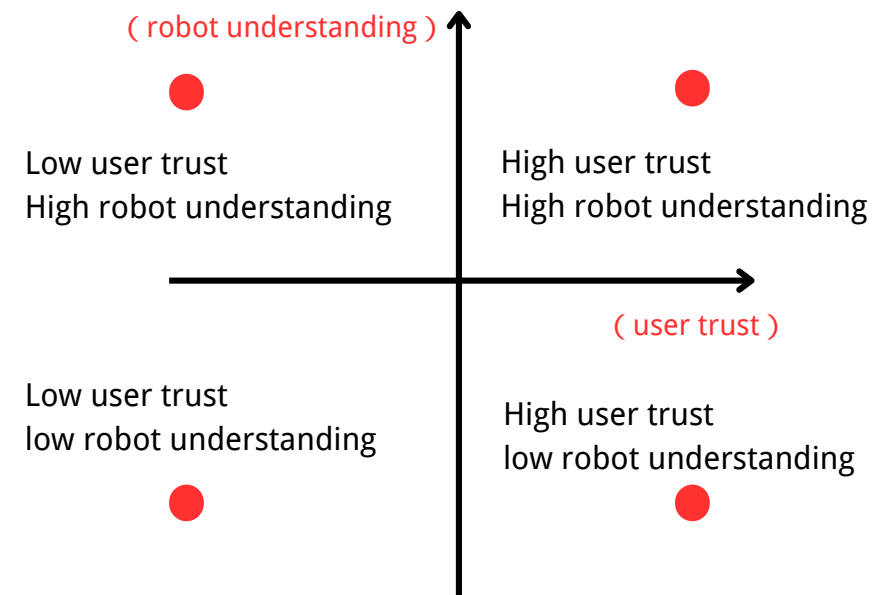 ( robot understanding )
Low user trust
High robot understanding
High user trust
High robot understanding
( user trust )
Low user trust
low robot understanding
High user trust
low robot understanding